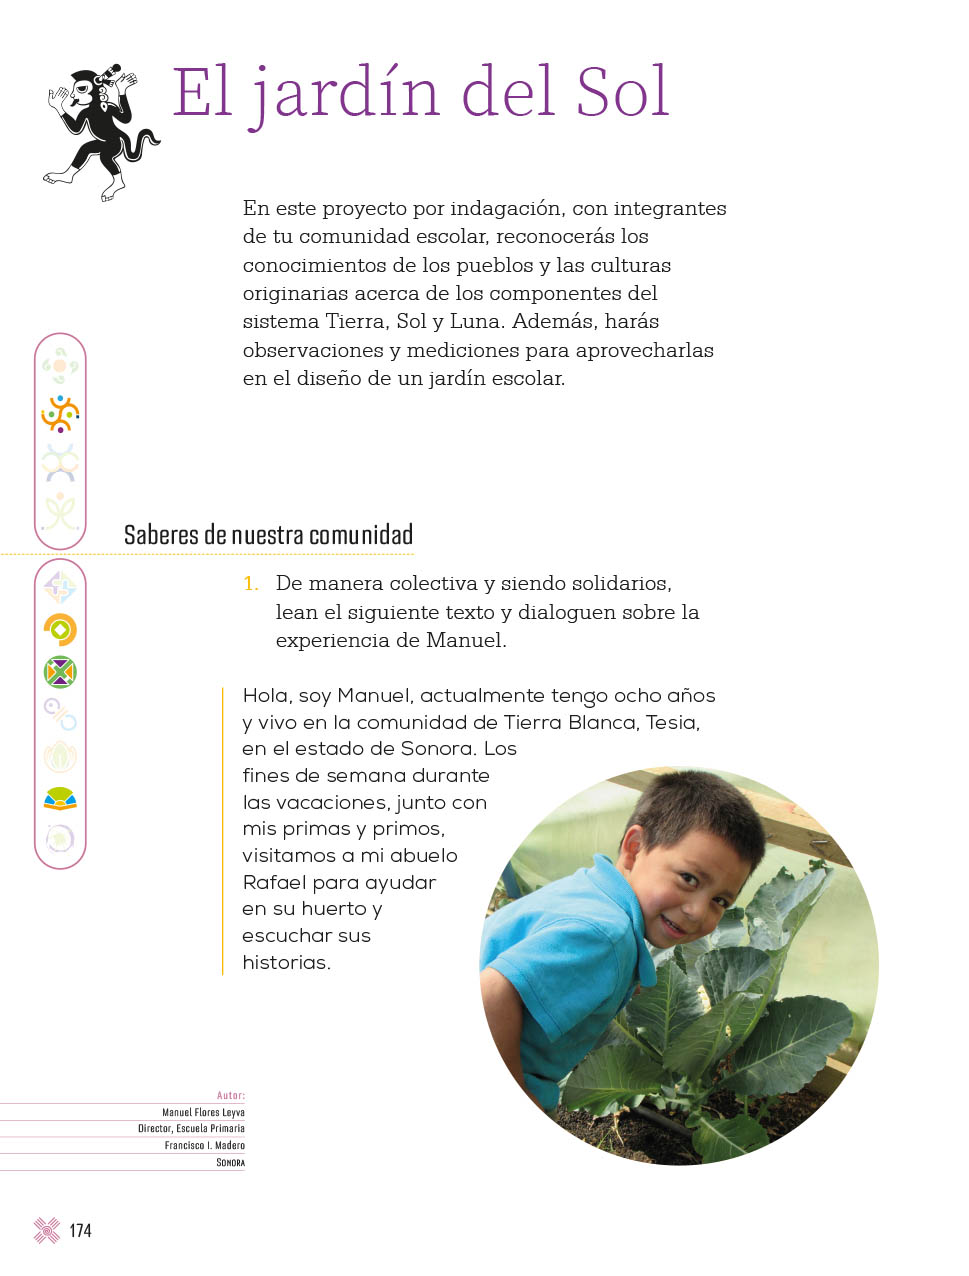 El jardín del Sol
En este proyecto por indagación, con integrantes
de tu comunidad escolar, reconocerás los
conocimientos de los pueblos y las culturas
originarias acerca de los componentes del
sistema Tierra, Sol y Luna. Además, harás
observaciones y mediciones para aprovecharlas
en el diseño de un jardín escolar.
Saberes de nuestra comunidad
1. De manera colectiva y siendo solidarios,
lean el siguiente texto y dialoguen sobre la
experiencia de Manuel.
Hola, soy Manuel, actualmente tengo ocho años
y vivo en la comunidad de Tierra Blanca, Tesia,
en el estado de Sonora. Los
fines de semana durante
las vacaciones, junto con
mis primas y primos,
visitamos a mi abuelo
Rafael para ayudar
en su huerto y
escuchar sus
historias.
Autor:
Manuel Flores Leyva
Director, Escuela Primaria
Francisco I. Madero
Sonora
174